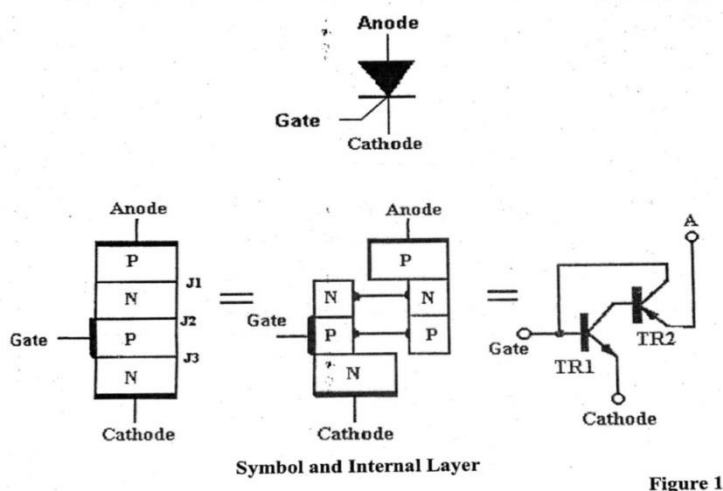 Anode
Gate
Cathode
Anode
P
N
P
N
J1
J2
J3
Gate
Cathode
=
Anode
P
N
N
P
P
N
Gate
Cathode
=
A
Gate
TR1
TR2
Cathode
Symbol and Internal Layer
Figure 1